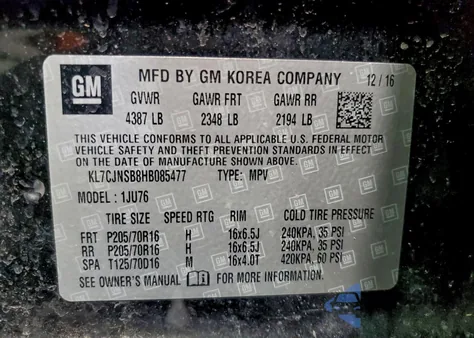 GM MFD BY GM KOREA COMPANY 12/16
GVWR GAWR FRT GAWR RR
4387 LB 2348 LB 2194 LB
THIS VEHICLE CONFORMS TO ALL APPLICABLE U.S. FEDERAL MOTOR
VEHICLE SAFETY AND THEFT PREVENTION STANDARDS IN EFFECT ON
THE DATE OF MANUFACTURE SHOWN ABOVE.
KL7CJNSB8HB085477 TYPE: MPV
MODEL : 1JU76
TIRE SIZE SPEED RTG RIM COLD TIRE PRESSURE
FRT P205/70R16 H 16x6.5J 240KPA, 35 PSI
RR P205/70R16 H 16x6.5J 240KPA, 35 PSI
SPA T125/70D16 M 16x4.0T 420KPA, 60 PSI
SEE OWNER'S MANUAL FOR MORE INFORMATION.